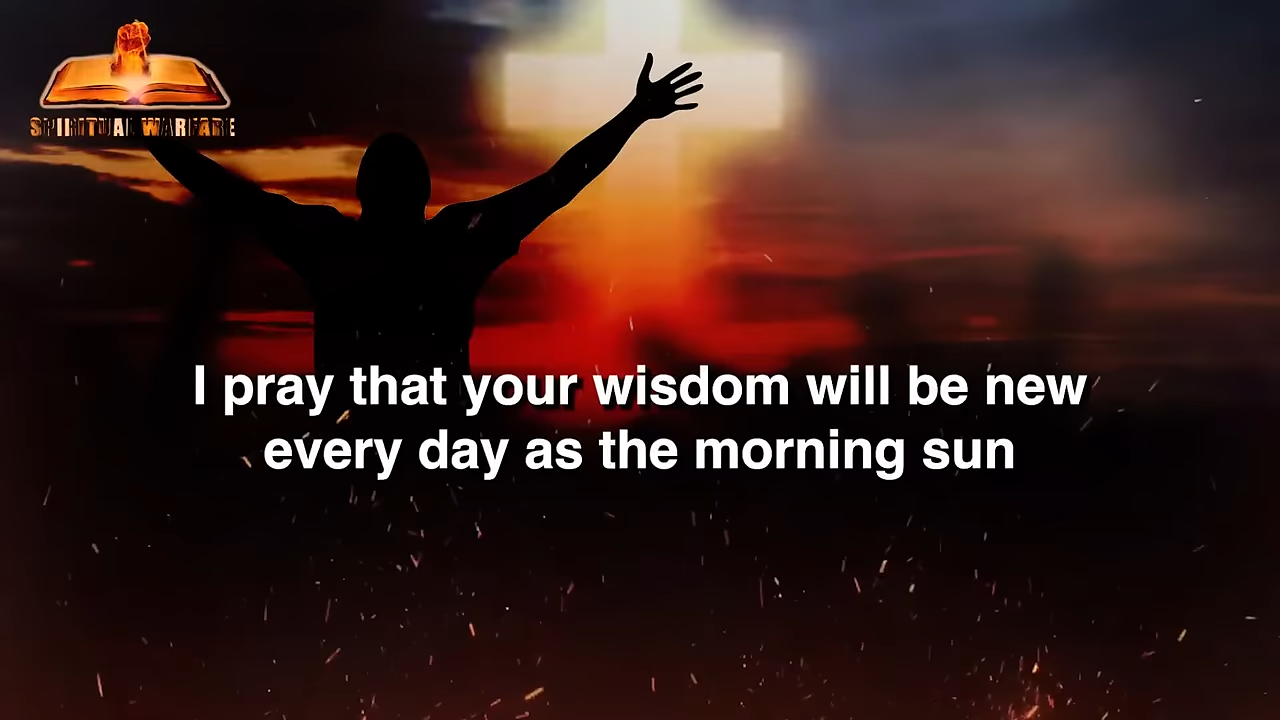 SPIRITUAL WARFARE
I pray that your wisdom will be new
every day as the morning sun